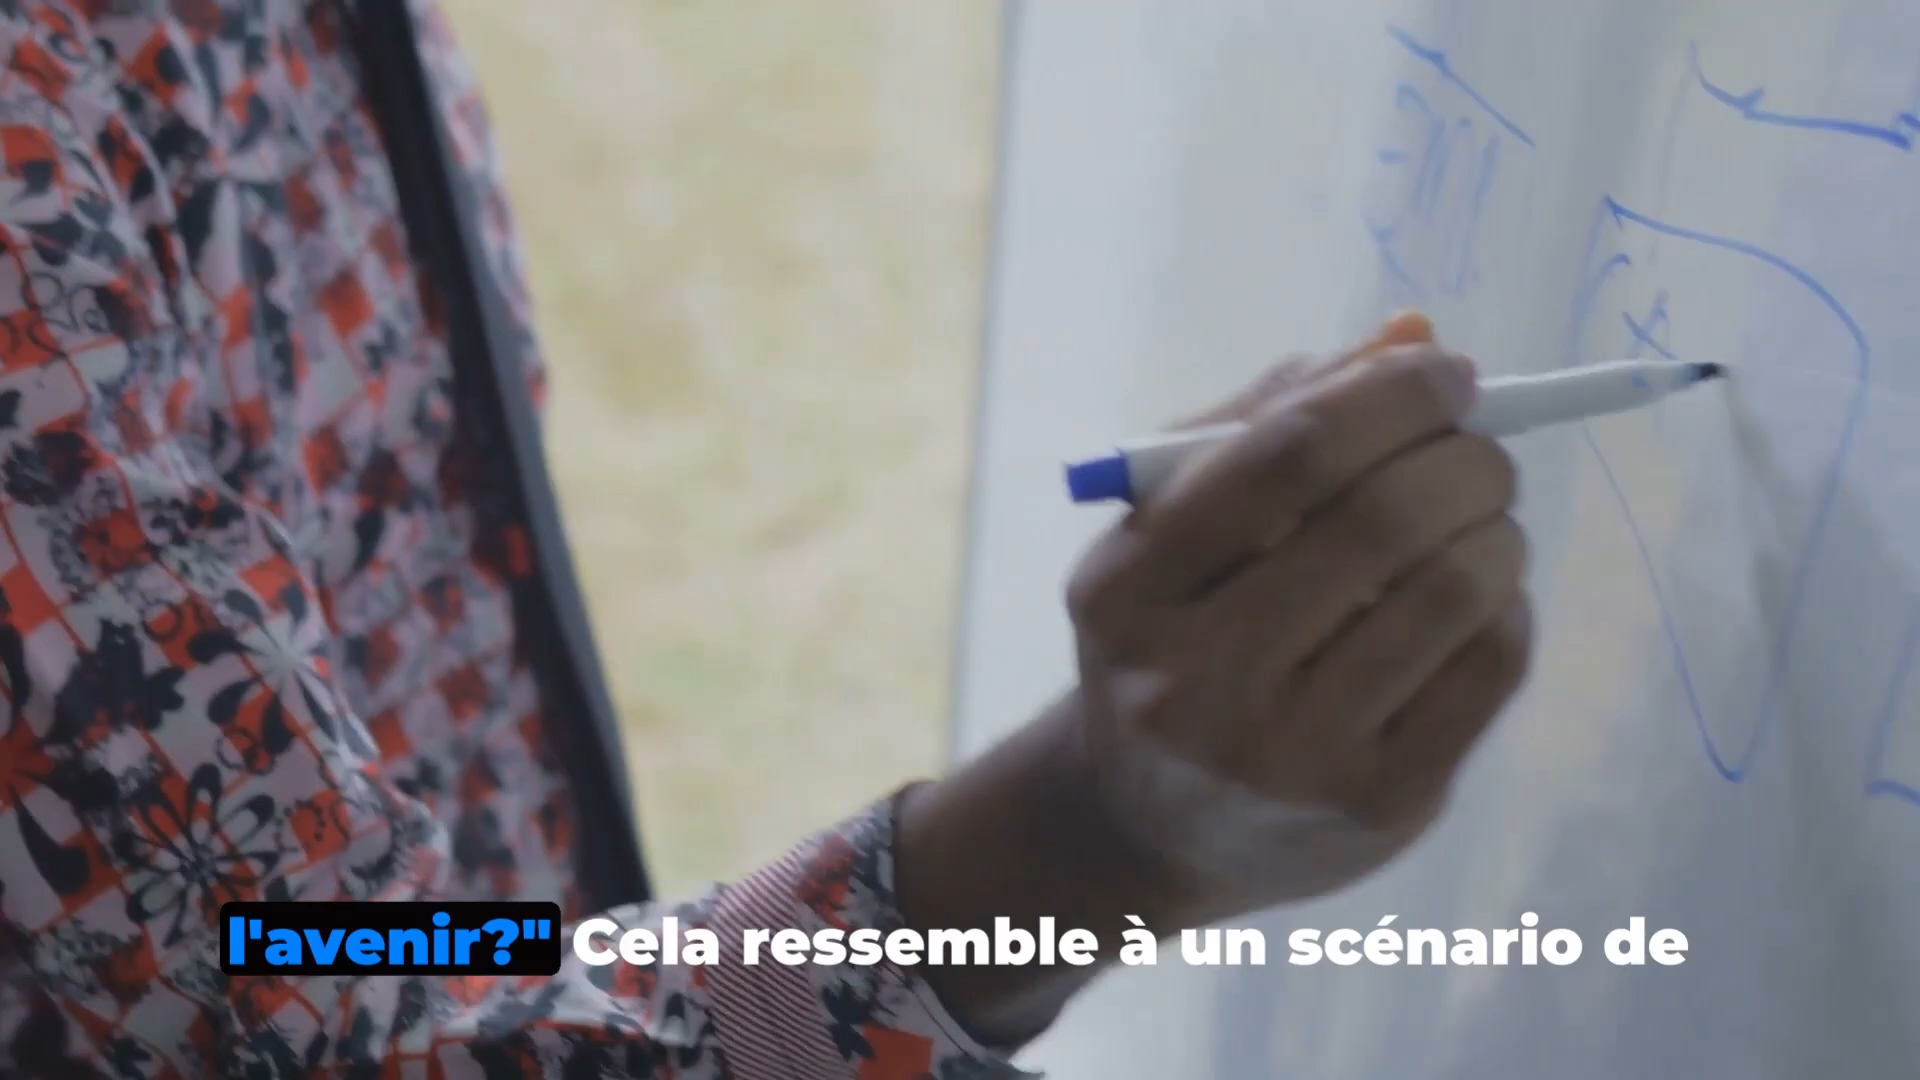 l'avenir?" Cela ressemble à un scénario de